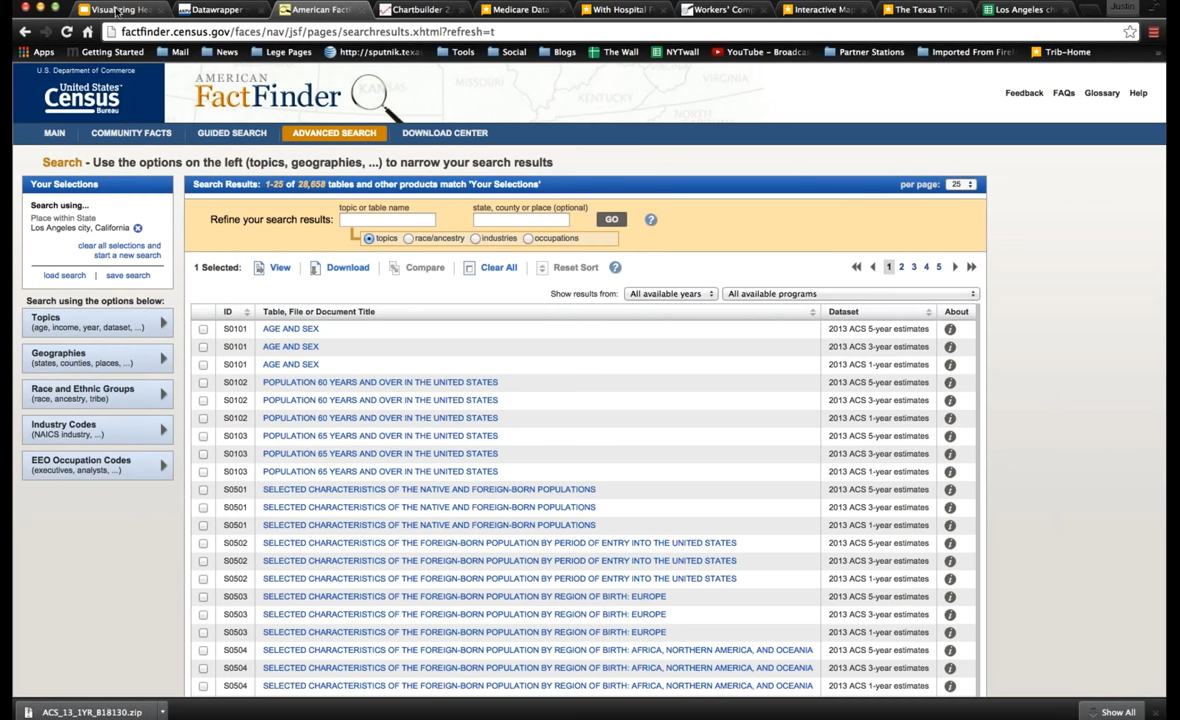 Visualizing Hea
Datawrapper
American Facti
Chartbuilder 2
Medicare Data
With Hospital F
Workers' Comp
Interactive Map
The Texas Trib
Los Angeles ch
Justin
factfinder.census.gov/faces/nav/jsf/pages/searchresults.xhtml?refresh=t
Apps Getting Started Mail News Lege Pages http://sputnik.texas Tools Social Blogs The Wall NYTwall YouTube - Broadcas Partner Stations Imported From Fire Trib-Home
U.S. Department of Commerce
United States
Census
Bureau
AMERICAN
FactFinder
KANSAS
MISSOURI
KENTUCKY
VIRGINIA
Feedback FAQs Glossary Help
MAIN COMMUNITY FACTS GUIDED SEARCH ADVANCED SEARCH DOWNLOAD CENTER
Search - Use the options on the left (topics, geographies, ...) to narrow your search results
Your Selections
Search using...
Place within State
Los Angeles city, California
clear all selections and
start a new search
load search | save search
Search using the options below:
Topics
(age, income, year, dataset, ...)
Geographies
(states, counties, places, ...)
Race and Ethnic Groups
(race, ancestry, tribe)
Industry Codes
(NAICS industry, ...)
EEO Occupation Codes
(executives, analysts, ...)
Search Results: 1-25 of 28,658 tables and other products match 'Your Selections'
per page: 25
topic or table name
state, county or place (optional)
Refine your search results:
GO
?
topics race/ancestry industries occupations
1 Selected: View Download Compare Clear All Reset Sort ?
1 2 3 4 5
Show results from: All available years All available programs
ID Table, File or Document Title Dataset About
S0101 AGE AND SEX 2013 ACS 5-year estimates
S0101 AGE AND SEX 2013 ACS 3-year estimates
S0101 AGE AND SEX 2013 ACS 1-year estimates
S0102 POPULATION 60 YEARS AND OVER IN THE UNITED STATES 2013 ACS 5-year estimates
S0102 POPULATION 60 YEARS AND OVER IN THE UNITED STATES 2013 ACS 3-year estimates
S0102 POPULATION 60 YEARS AND OVER IN THE UNITED STATES 2013 ACS 1-year estimates
S0103 POPULATION 65 YEARS AND OVER IN THE UNITED STATES 2013 ACS 5-year estimates
S0103 POPULATION 65 YEARS AND OVER IN THE UNITED STATES 2013 ACS 3-year estimates
S0103 POPULATION 65 YEARS AND OVER IN THE UNITED STATES 2013 ACS 1-year estimates
S0501 SELECTED CHARACTERISTICS OF THE NATIVE AND FOREIGN-BORN POPULATIONS 2013 ACS 5-year estimates
S0501 SELECTED CHARACTERISTICS OF THE NATIVE AND FOREIGN-BORN POPULATIONS 2013 ACS 3-year estimates
S0501 SELECTED CHARACTERISTICS OF THE NATIVE AND FOREIGN-BORN POPULATIONS 2013 ACS 1-year estimates
S0502 SELECTED CHARACTERISTICS OF THE FOREIGN-BORN POPULATION BY PERIOD OF ENTRY INTO THE UNITED STATES 2013 ACS 5-year estimates
S0502 SELECTED CHARACTERISTICS OF THE FOREIGN-BORN POPULATION BY PERIOD OF ENTRY INTO THE UNITED STATES 2013 ACS 3-year estimates
S0502 SELECTED CHARACTERISTICS OF THE FOREIGN-BORN POPULATION BY PERIOD OF ENTRY INTO THE UNITED STATES 2013 ACS 1-year estimates
S0503 SELECTED CHARACTERISTICS OF THE FOREIGN-BORN POPULATION BY REGION OF BIRTH: EUROPE 2013 ACS 5-year estimates
S0503 SELECTED CHARACTERISTICS OF THE FOREIGN-BORN POPULATION BY REGION OF BIRTH: EUROPE 2013 ACS 3-year estimates
S0503 SELECTED CHARACTERISTICS OF THE FOREIGN-BORN POPULATION BY REGION OF BIRTH: EUROPE 2013 ACS 1-year estimates
S0504 SELECTED CHARACTERISTICS OF THE FOREIGN-BORN POPULATION BY REGION OF BIRTH: AFRICA, NORTHERN AMERICA, AND OCEANIA 2013 ACS 5-year estimates
S0504 SELECTED CHARACTERISTICS OF THE FOREIGN-BORN POPULATION BY REGION OF BIRTH: AFRICA, NORTHERN AMERICA, AND OCEANIA 2013 ACS 3-year estimates
S0504 SELECTED CHARACTERISTICS OF THE FOREIGN-BORN POPULATION BY REGION OF BIRTH: AFRICA, NORTHERN AMERICA, AND OCEANIA 2013 ACS 1-year estimates
ACS_13_1YR_B18130.zip
Show All